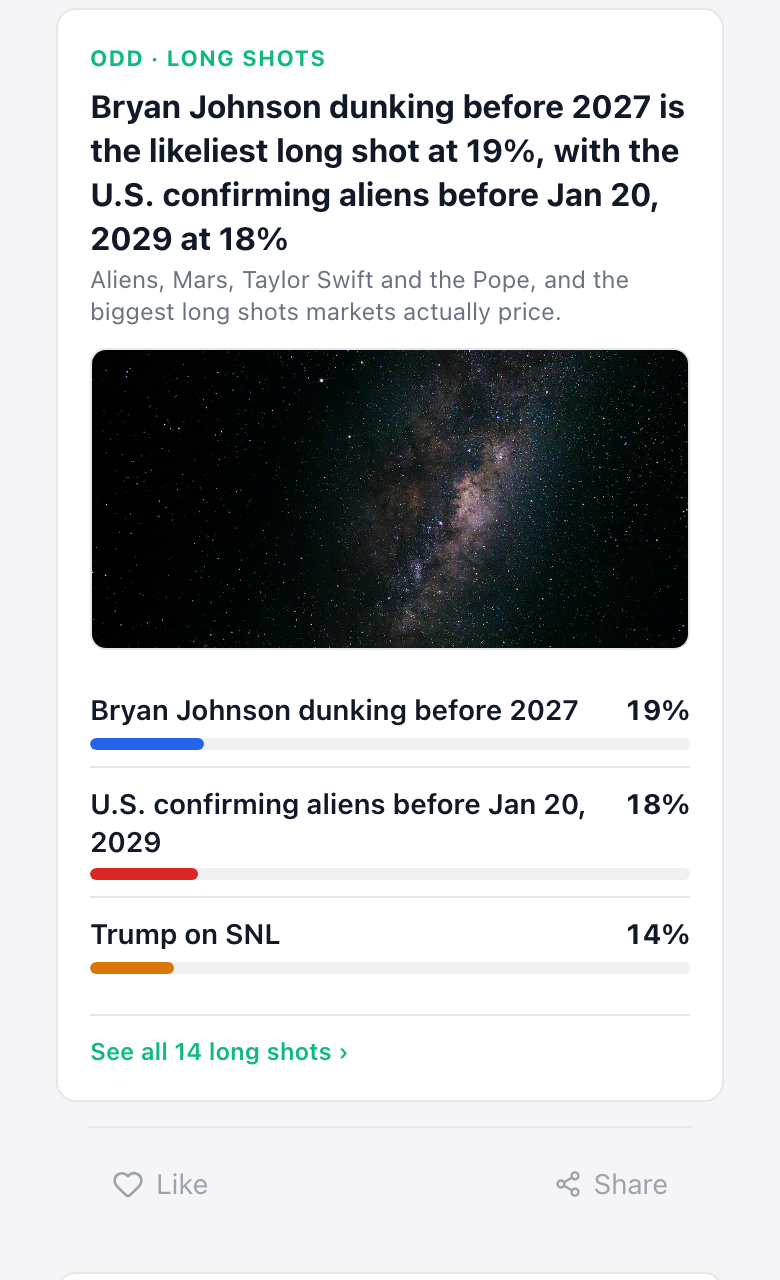 ODD · LONG SHOTS
Bryan Johnson dunking before 2027 is
the likeliest long shot at 19%, with the
U.S. confirming aliens before Jan 20,
2029 at 18%
Aliens, Mars, Taylor Swift and the Pope, and the
biggest long shots markets actually price.
Bryan Johnson dunking before 2027 19%
U.S. confirming aliens before Jan 20, 18%
2029
Trump on SNL 14%
See all 14 long shots ›
Like Share